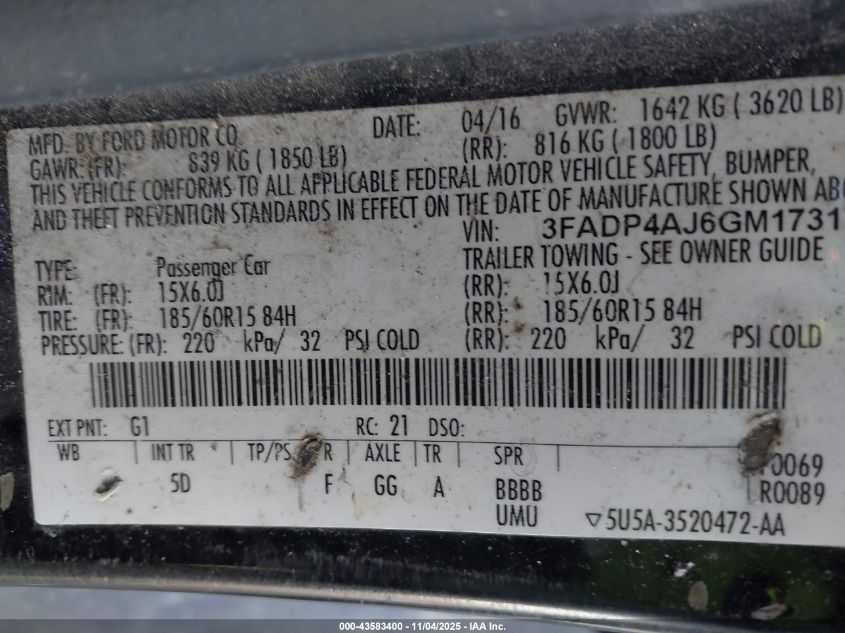 MFD. BY FORD MOTOR CO. DATE: 04/16 GVWR: 1642 KG ( 3620 LB)
GAWR: (FR): 839 KG ( 1850 LB) (RR): 816 KG ( 1800 LB)
THIS VEHICLE CONFORMS TO ALL APPLICABLE FEDERAL MOTOR VEHICLE SAFETY, BUMPER,
AND THEFT PREVENTION STANDARDS IN EFFECT ON THE DATE OF MANUFACTURE SHOWN
VIN: 3FADP4AJ6GM1731
TYPE: Passenger Car TRAILER TOWING - SEE OWNER GUIDE
RIM: (FR): 15X6.0J (RR): 15X6.0J
TIRE: (FR): 185/60R15 84H (RR): 185/60R15 84H
PRESSURE: (FR): 220 kPa/ 32 PSI COLD (RR): 220 kPa/ 32 PSI COLD
EXT PNT: G1 RC: 21 DSO:
WB INT TR TP/PS R AXLE TR SPR
5D F GG A BBBB 0069
R0089
UMU ▽5U5A-3520472-AA
000-43583400 - 11/04/2025 - IAA Inc.